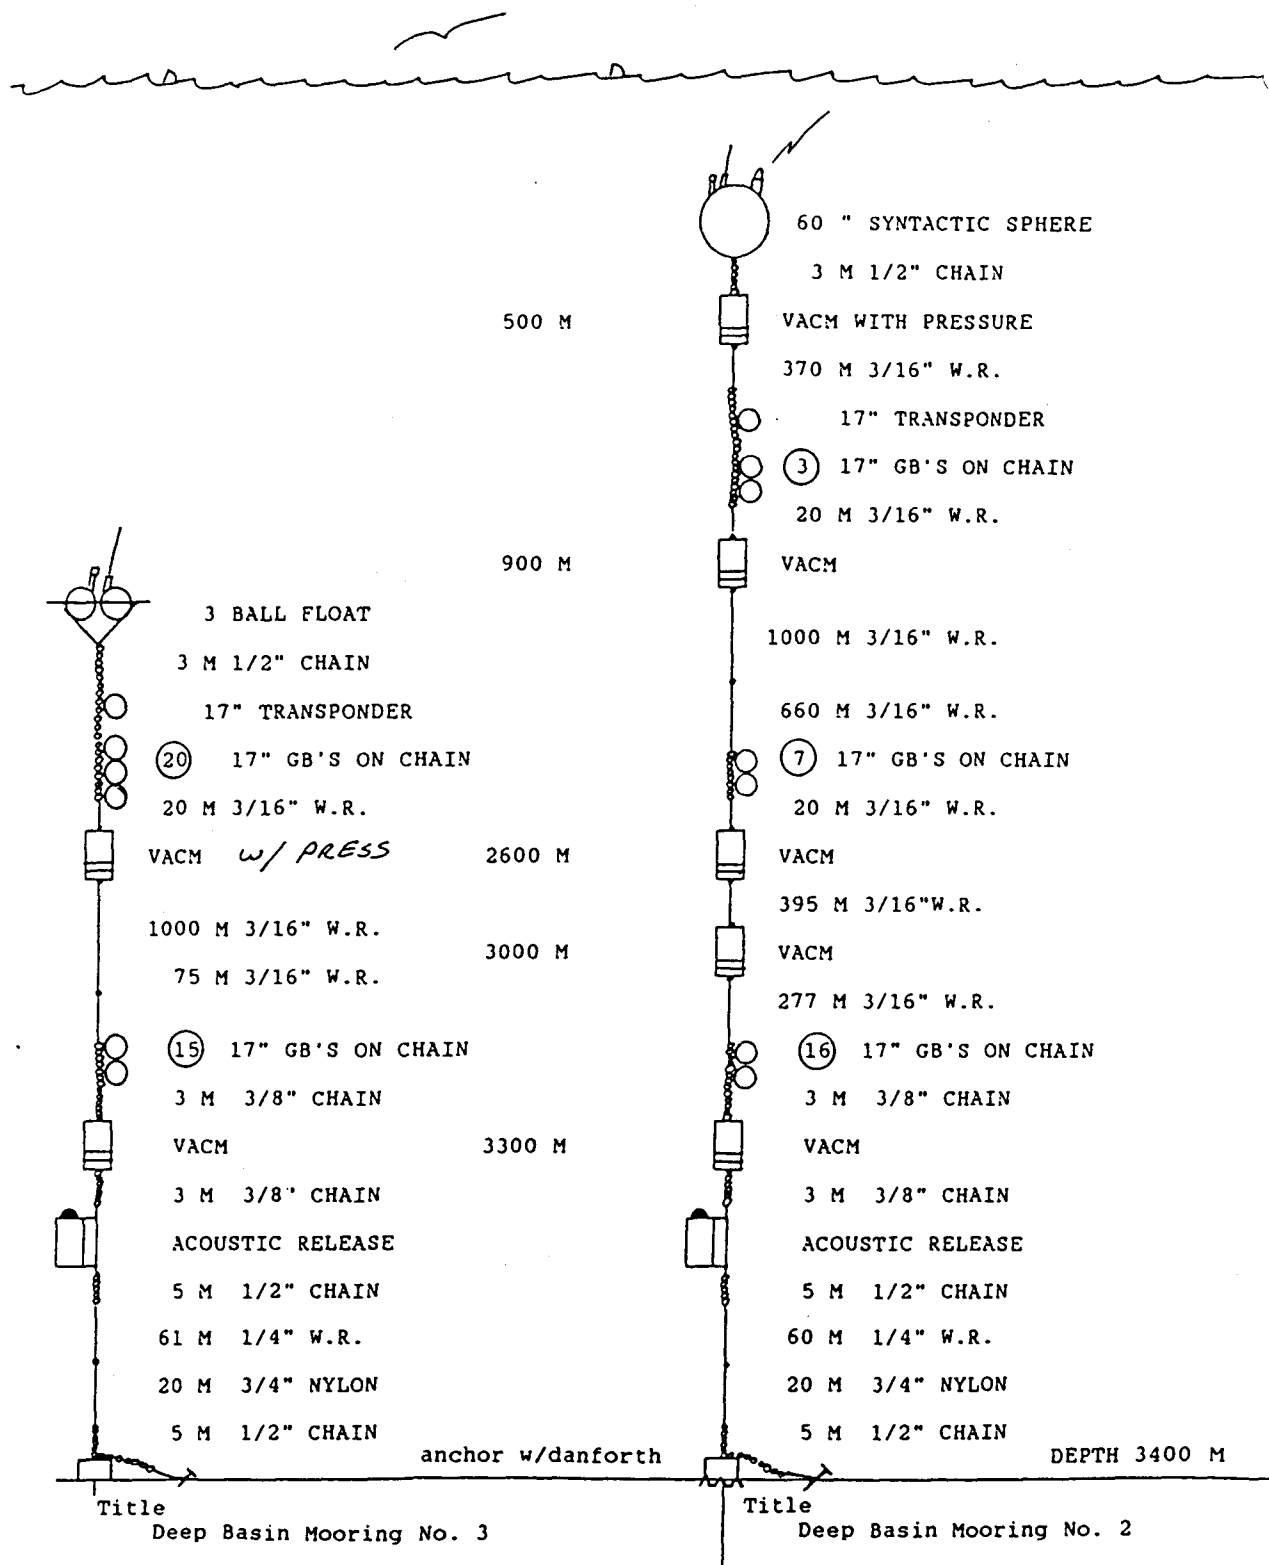 60 " SYNTACTIC SPHERE
3 M 1/2" CHAIN
500 M VACM WITH PRESSURE
370 M 3/16" W.R.
17" TRANSPONDER
3 17" GB'S ON CHAIN
20 M 3/16" W.R.
900 M VACM
3 BALL FLOAT
1000 M 3/16" W.R.
3 M 1/2" CHAIN
17" TRANSPONDER 660 M 3/16" W.R.
20 17" GB'S ON CHAIN 7 17" GB'S ON CHAIN
20 M 3/16" W.R. 20 M 3/16" W.R.
VACM w/ PRESS 2600 M VACM
395 M 3/16"W.R.
1000 M 3/16" W.R.
3000 M VACM
75 M 3/16" W.R.
277 M 3/16" W.R.
15 17" GB'S ON CHAIN 16 17" GB'S ON CHAIN
3 M 3/8" CHAIN 3 M 3/8" CHAIN
VACM 3300 M VACM
3 M 3/8" CHAIN 3 M 3/8" CHAIN
ACOUSTIC RELEASE ACOUSTIC RELEASE
5 M 1/2" CHAIN 5 M 1/2" CHAIN
61 M 1/4" W.R. 60 M 1/4" W.R.
20 M 3/4" NYLON 20 M 3/4" NYLON
5 M 1/2" CHAIN 5 M 1/2" CHAIN
anchor w/danforth DEPTH 3400 M
Title Title
Deep Basin Mooring No. 3 Deep Basin Mooring No. 2